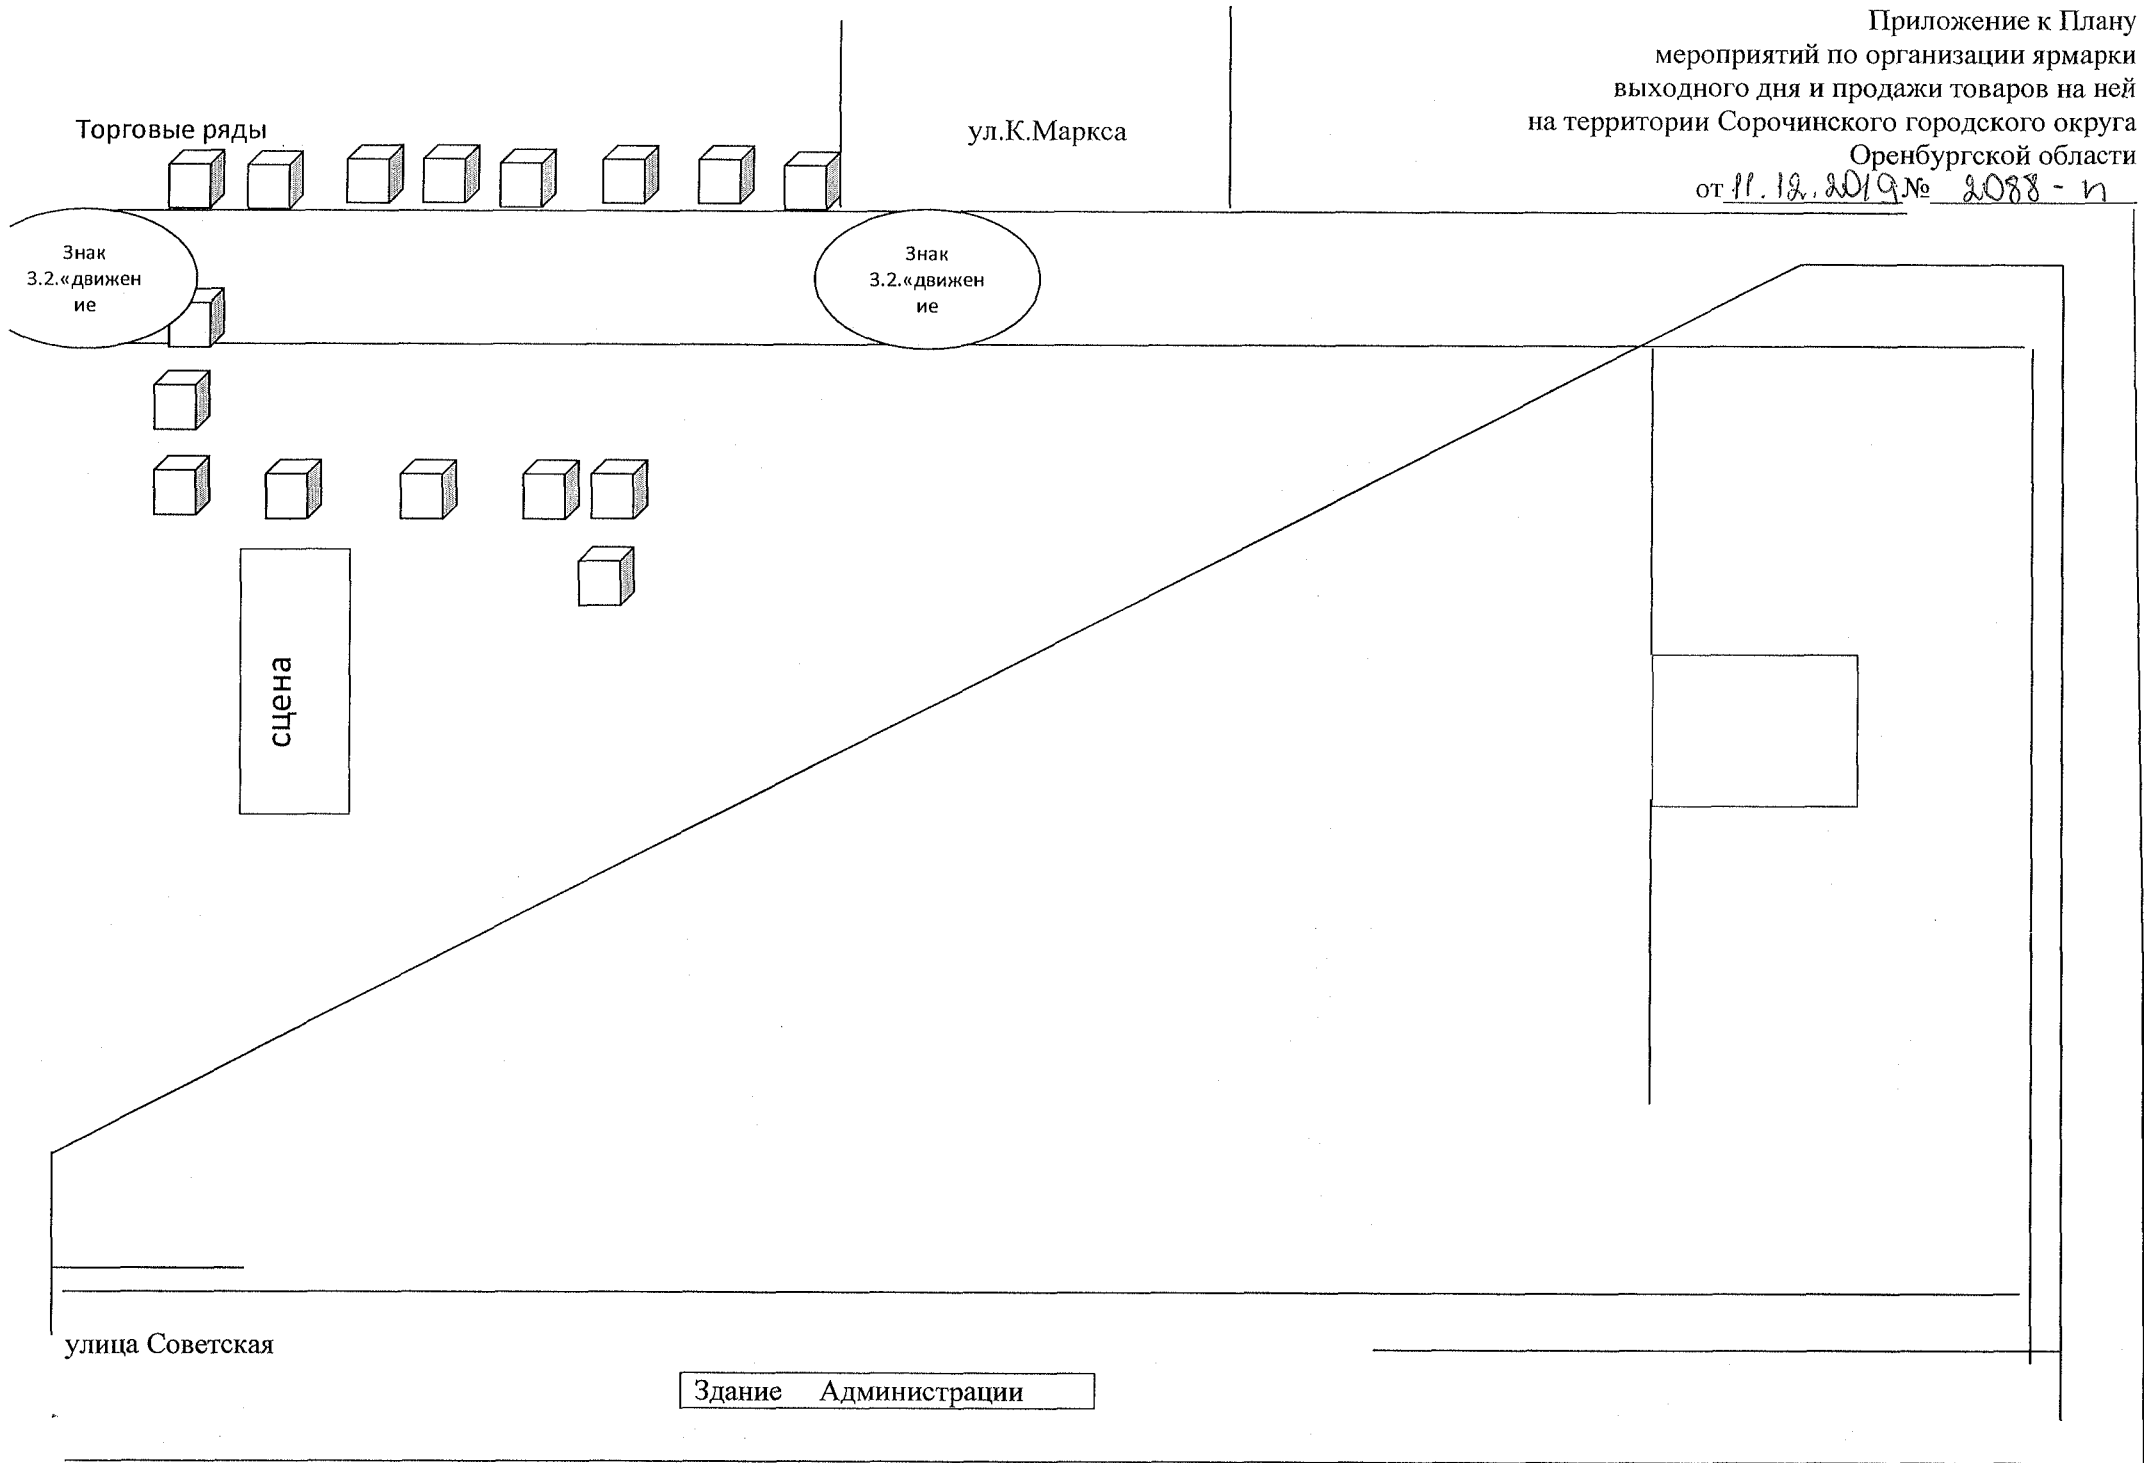 Приложение к Плану
мероприятий по организации ярмарки
выходного дня и продажи товаров на ней
на территории Сорочинского городского округа
Оренбургской области
от 11.12.2019 № 2088 - п
Торговые ряды
ул.К.Маркса
Знак
3.2.«движен
ие
Знак
3.2.«движен
ие
сцена
улица Советская
Здание Администрации